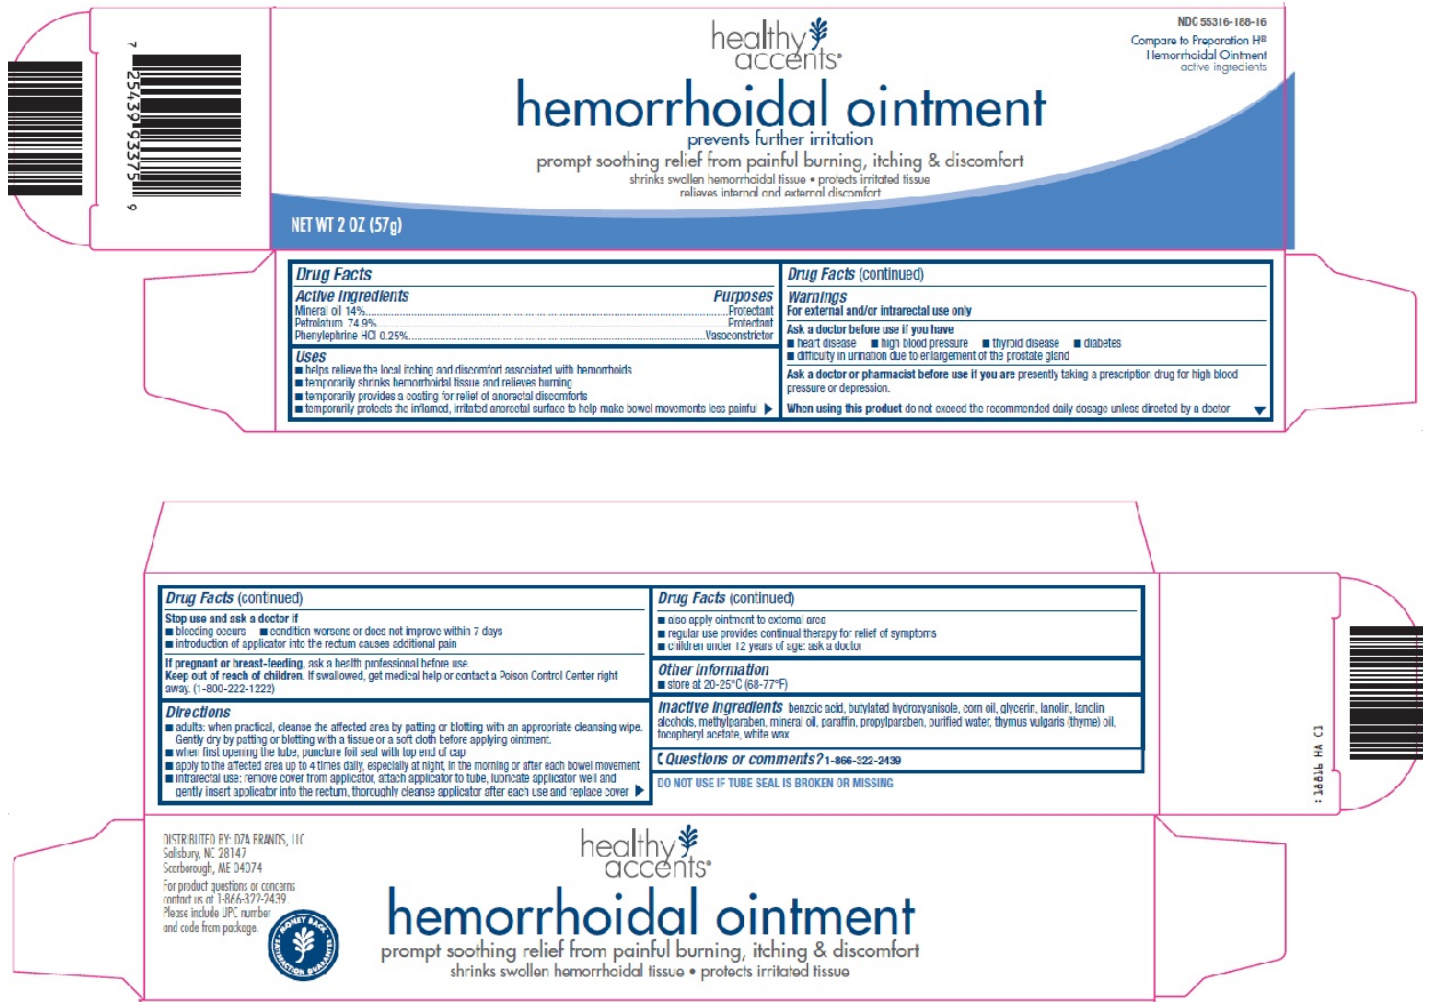 7 25439 93375 9
healthy
accents®
NDC 55316-188-16
Compare to Preparation H®
Hemorrhoidal Ointment
active ingredients
hemorrhoidal ointment
prevents further irritation
prompt soothing relief from painful burning, itching & discomfort
shrinks swollen hemorrhoidal tissue • protects irritated tissue
relieves internal and external discomfort
NET WT 2 OZ (57g)
Drug Facts
Active Ingredients Purposes
Mineral oil 14%....Protectant
Petrolatum 74.9%....Protectant
Phenylephrine HCl 0.25%....Vasoconstrictor
Uses
■ helps relieve the local itching and discomfort associated with hemorrhoids
■ temporarily shrinks hemorrhoidal tissue and relieves burning
■ temporarily provides a coating for relief of anorectal discomforts
■ temporarily protects the inflamed, irritated anorectal surface to help make bowel movements less painful
Drug Facts (continued)
Warnings
For external and/or intrarectal use only
Ask a doctor before use if you have
■ heart disease ■ high blood pressure ■ thyroid disease ■ diabetes
■ difficulty in urination due to enlargement of the prostate gland
Ask a doctor or pharmacist before use if you are presently taking a prescription drug for high blood
pressure or depression.
When using this product do not exceed the recommended daily dosage unless directed by a doctor
Drug Facts (continued)
Stop use and ask a doctor if
■ bleeding occurs ■ condition worsens or does not improve within 7 days
■ introduction of applicator into the rectum causes additional pain
If pregnant or breast-feeding, ask a health professional before use.
Keep out of reach of children. If swallowed, get medical help or contact a Poison Control Center right
away. (1-800-222-1222)
Directions
■ adults: when practical, cleanse the affected area by patting or blotting with an appropriate cleansing wipe.
Gently dry by patting or blotting with a tissue or a soft cloth before applying ointment.
■ when first opening the tube, puncture foil seal with top end of cap
■ apply to the affected area up to 4 times daily, especially at night, in the morning or after each bowel movement
■ intrarectal use: remove cover from applicator, attach applicator to tube, lubricate applicator well and
gently insert applicator into the rectum, thoroughly cleanse applicator after each use and replace cover
Drug Facts (continued)
■ also apply ointment to external area
■ regular use provides continual therapy for relief of symptoms
■ children under 12 years of age: ask a doctor
Other Information
■ store at 20-25°C (68-77°F)
Inactive Ingredients benzoic acid, butylated hydroxyanisole, corn oil, glycerin, lanolin, lanolin
alcohols, methylparaben, mineral oil, paraffin, propylparaben, purified water, thymus vulgaris (thyme) oil,
tocopheryl acetate, white wax
Questions or comments? 1-866-322-2439
DO NOT USE IF TUBE SEAL IS BROKEN OR MISSING
: 18816 HA C1
DISTRIBUTED BY: DZA BRANDS, LLC
Salisbury, NC 28147
Scarborough, ME 04074
For product questions or concerns
contact us at 1-866-322-2439.
Please include UPC number
and code from package.
MONEY BACK
SATISFACTION GUARANTEE
healthy
accents®
hemorrhoidal ointment
prompt soothing relief from painful burning, itching & discomfort
shrinks swollen hemorrhoidal tissue • protects irritated tissue